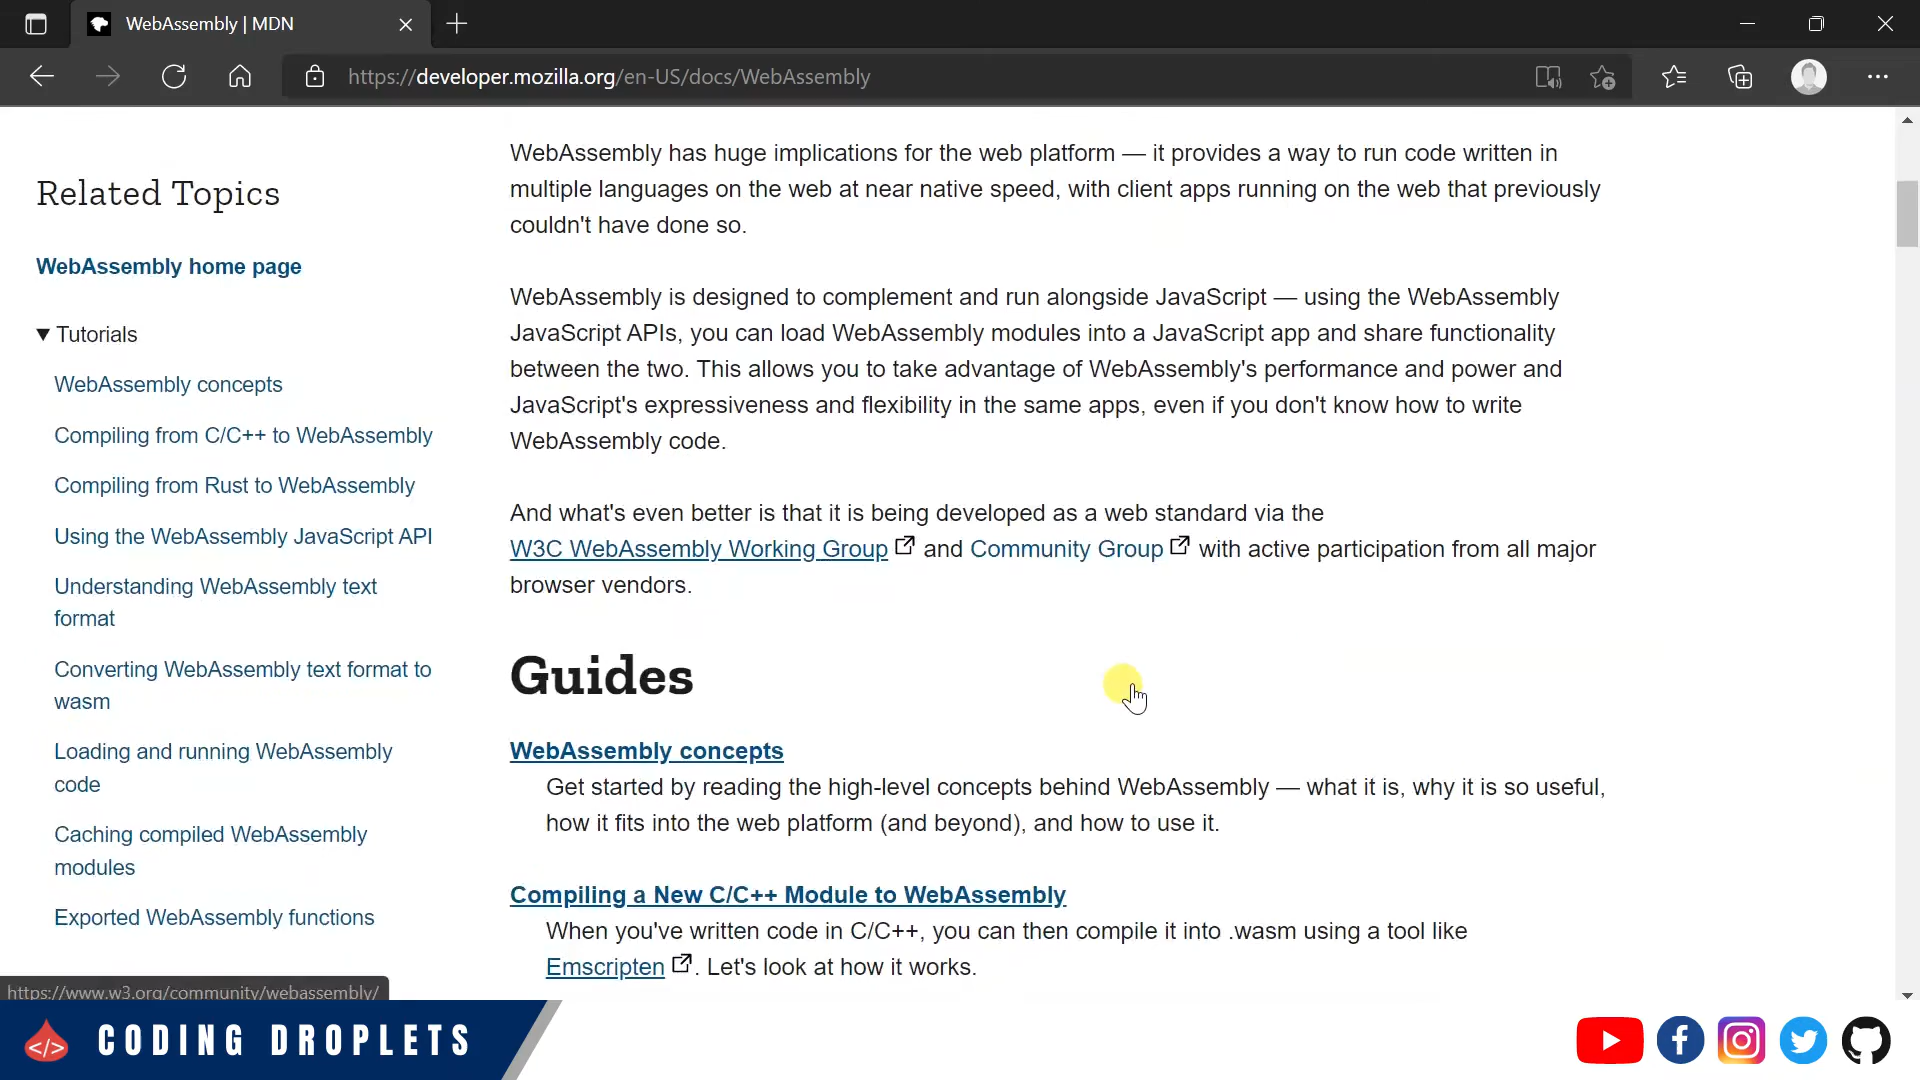 WebAssembly | MDN
https://developer.mozilla.org/en-US/docs/WebAssembly
Related Topics
WebAssembly home page
▼ Tutorials
WebAssembly concepts
Compiling from C/C++ to WebAssembly
Compiling from Rust to WebAssembly
Using the WebAssembly JavaScript API
Understanding WebAssembly text
format
Converting WebAssembly text format to
wasm
Loading and running WebAssembly
code
Caching compiled WebAssembly
modules
Exported WebAssembly functions
WebAssembly has huge implications for the web platform — it provides a way to run code written in
multiple languages on the web at near native speed, with client apps running on the web that previously
couldn't have done so.
WebAssembly is designed to complement and run alongside JavaScript — using the WebAssembly
JavaScript APIs, you can load WebAssembly modules into a JavaScript app and share functionality
between the two. This allows you to take advantage of WebAssembly's performance and power and
JavaScript's expressiveness and flexibility in the same apps, even if you don't know how to write
WebAssembly code.
And what's even better is that it is being developed as a web standard via the
W3C WebAssembly Working Group and Community Group with active participation from all major
browser vendors.
Guides
WebAssembly concepts
Get started by reading the high-level concepts behind WebAssembly — what it is, why it is so useful,
how it fits into the web platform (and beyond), and how to use it.
Compiling a New C/C++ Module to WebAssembly
When you've written code in C/C++, you can then compile it into .wasm using a tool like
Emscripten. Let's look at how it works.
https://www.w3.org/community/webassembly/
</> CODING DROPLETS